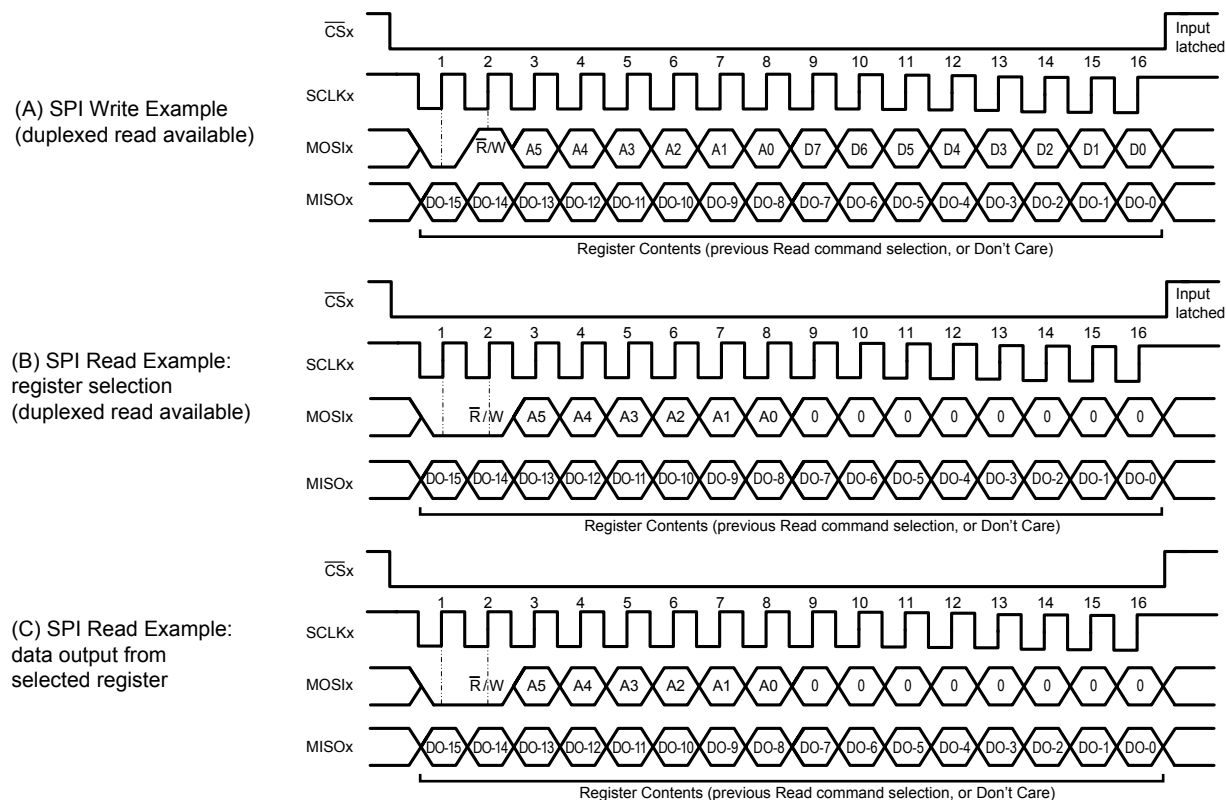 CSx
Input
latched
1 2 3 4 5 6 7 8 9 10 11 12 13 14 15 16
SCLKx
(A) SPI Write Example
(duplexed read available)
MOSIx
R/W A5 A4 A3 A2 A1 A0 D7 D6 D5 D4 D3 D2 D1 D0
MISOx
DO-15 DO-14 DO-13 DO-12 DO-11 DO-10 DO-9 DO-8 DO-7 DO-6 DO-5 DO-4 DO-3 DO-2 DO-1 DO-0
Register Contents (previous Read command selection, or Don’t Care)
CSx
Input
latched
1 2 3 4 5 6 7 8 9 10 11 12 13 14 15 16
SCLKx
(B) SPI Read Example:
register selection
(duplexed read available)
MOSIx
R/W A5 A4 A3 A2 A1 A0 0 0 0 0 0 0 0 0
MISOx
DO-15 DO-14 DO-13 DO-12 DO-11 DO-10 DO-9 DO-8 DO-7 DO-6 DO-5 DO-4 DO-3 DO-2 DO-1 DO-0
Register Contents (previous Read command selection, or Don’t Care)
CSx
1 2 3 4 5 6 7 8 9 10 11 12 13 14 15 16
SCLKx
(C) SPI Read Example:
data output from
selected register
MOSIx
R/W A5 A4 A3 A2 A1 A0 0 0 0 0 0 0 0 0
MISOx
DO-15 DO-14 DO-13 DO-12 DO-11 DO-10 DO-9 DO-8 DO-7 DO-6 DO-5 DO-4 DO-3 DO-2 DO-1 DO-0
Register Contents (previous Read command selection, or Don’t Care)